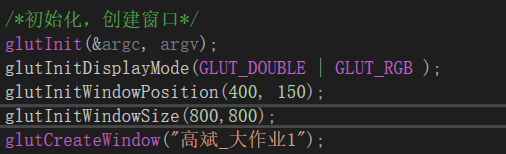 /*初始化，创建窗口*/
glutInit(&argc, argv);
glutInitDisplayMode(GLUT_DOUBLE | GLUT_RGB );
glutInitWindowPosition(400, 150);
glutInitWindowSize(800,800);
glutCreateWindow("高斌_大作业1");